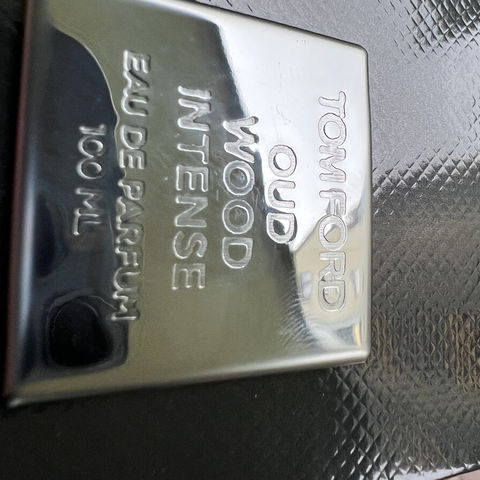 TOM FORD
OUD
WOOD
INTENSE
EAU DE PARFUM
100 ML